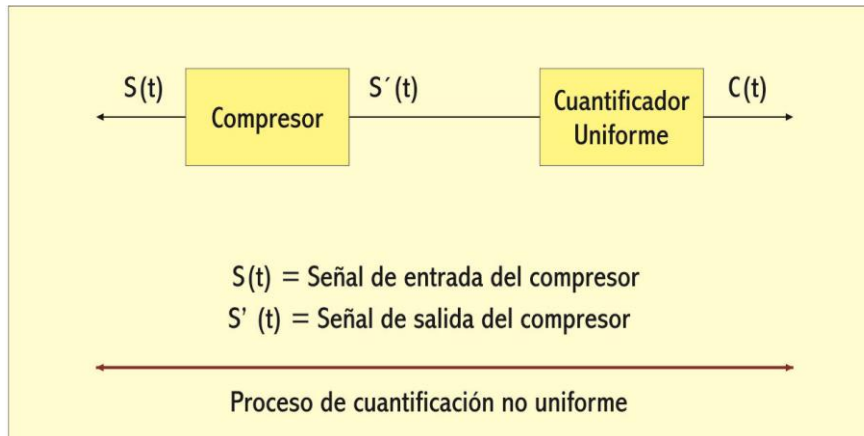 S(t)
Compresor
S´(t)
Cuantificador
Uniforme
C(t)
S(t) = Señal de entrada del compresor
S' (t) = Señal de salida del compresor
Proceso de cuantificación no uniforme